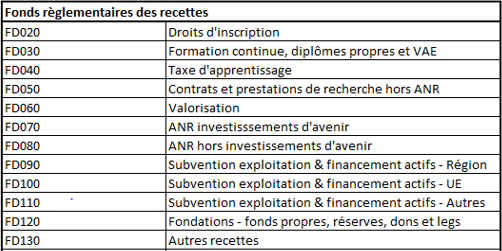 Fonds règlementaires des recettes
FD020 Droits d'inscription
FD030 Formation continue, diplômes propres et VAE
FD040 Taxe d'apprentissage
FD050 Contrats et prestations de recherche hors ANR
FD060 Valorisation
FD070 ANR investisssements d'avenir
FD080 ANR hors investissements d'avenir
FD090 Subvention exploitation & financement actifs - Région
FD100 Subvention exploitation & financement actifs - UE
FD110 Subvention exploitation & financement actifs - Autres
FD120 Fondations - fonds propres, réserves, dons et legs
FD130 Autres recettes